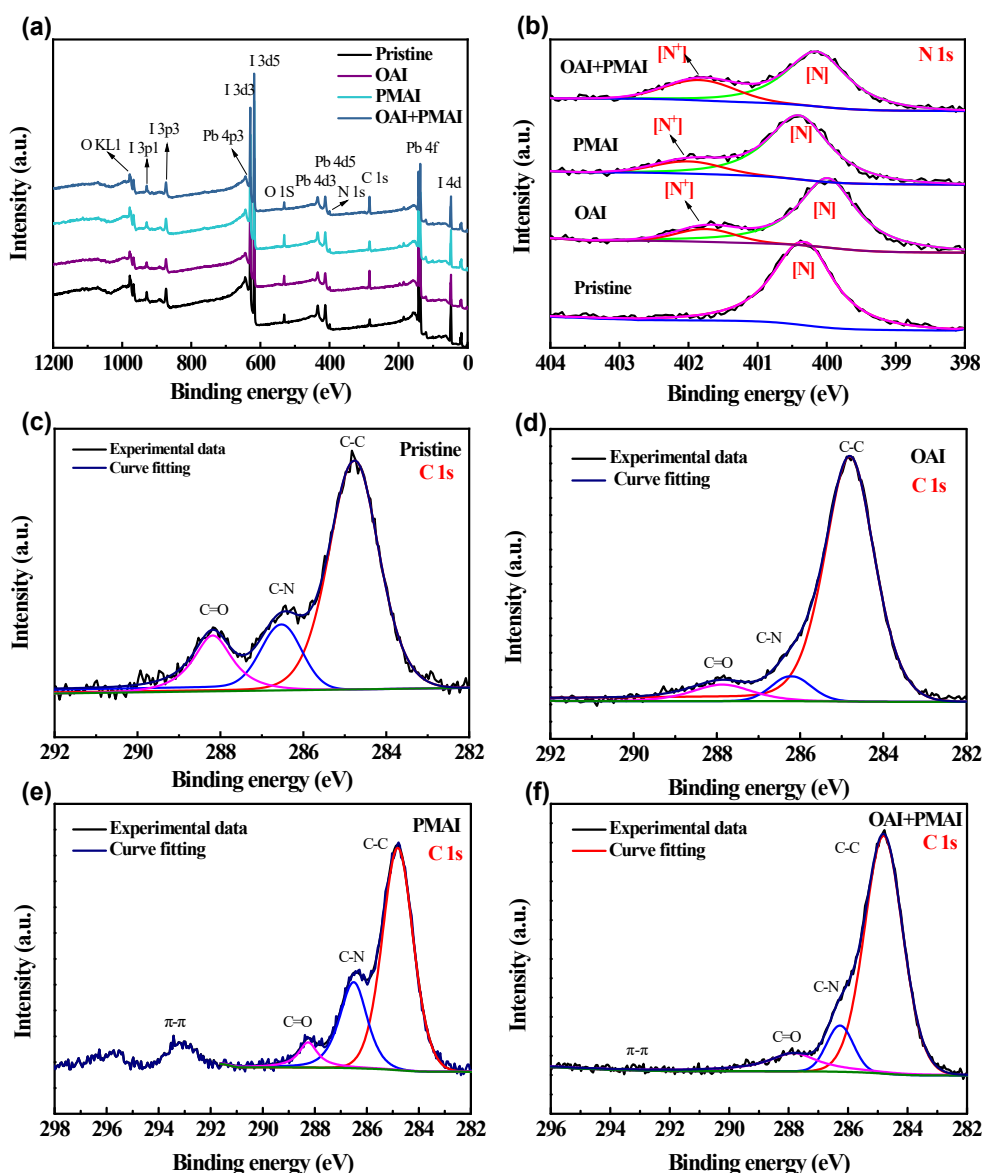 (a)
Pristine
OAI
PMAI
OAI+PMAI
I 3d5
I 3d3
Pb 4p3
I 3p3
I 3p1
O KL1
O 1S
Pb 4d3
Pb 4d5
N 1s
C 1s
Pb 4f
I 4d
Intensity (a.u.)
1200 1000 800 600 400 200 0
Binding energy (eV)
(b)
N 1s
OAI+PMAI
[N⁺]
[N]
PMAI
[N⁺]
[N]
OAI
[N⁺]
[N]
Pristine
[N]
Intensity (a.u.)
404 403 402 401 400 399 398
Binding energy (eV)
(c)
Experimental data
Curve fitting
Pristine
C 1s
C-C
C-N
C=O
Intensity (a.u.)
292 290 288 286 284 282
Binding energy (eV)
(d)
Experimental data
Curve fitting
OAI
C 1s
C-C
C-N
C=O
Intensity (a.u.)
292 290 288 286 284 282
Binding energy (eV)
(e)
Experimental data
Curve fitting
PMAI
C 1s
C-C
C-N
C=O
π-π
Intensity (a.u.)
298 296 294 292 290 288 286 284 282
Binding energy (eV)
(f)
Experimental data
Curve fitting
OAI+PMAI
C 1s
C-C
C-N
C=O
π-π
Intensity (a.u.)
296 294 292 290 288 286 284 282
Binding energy (eV)